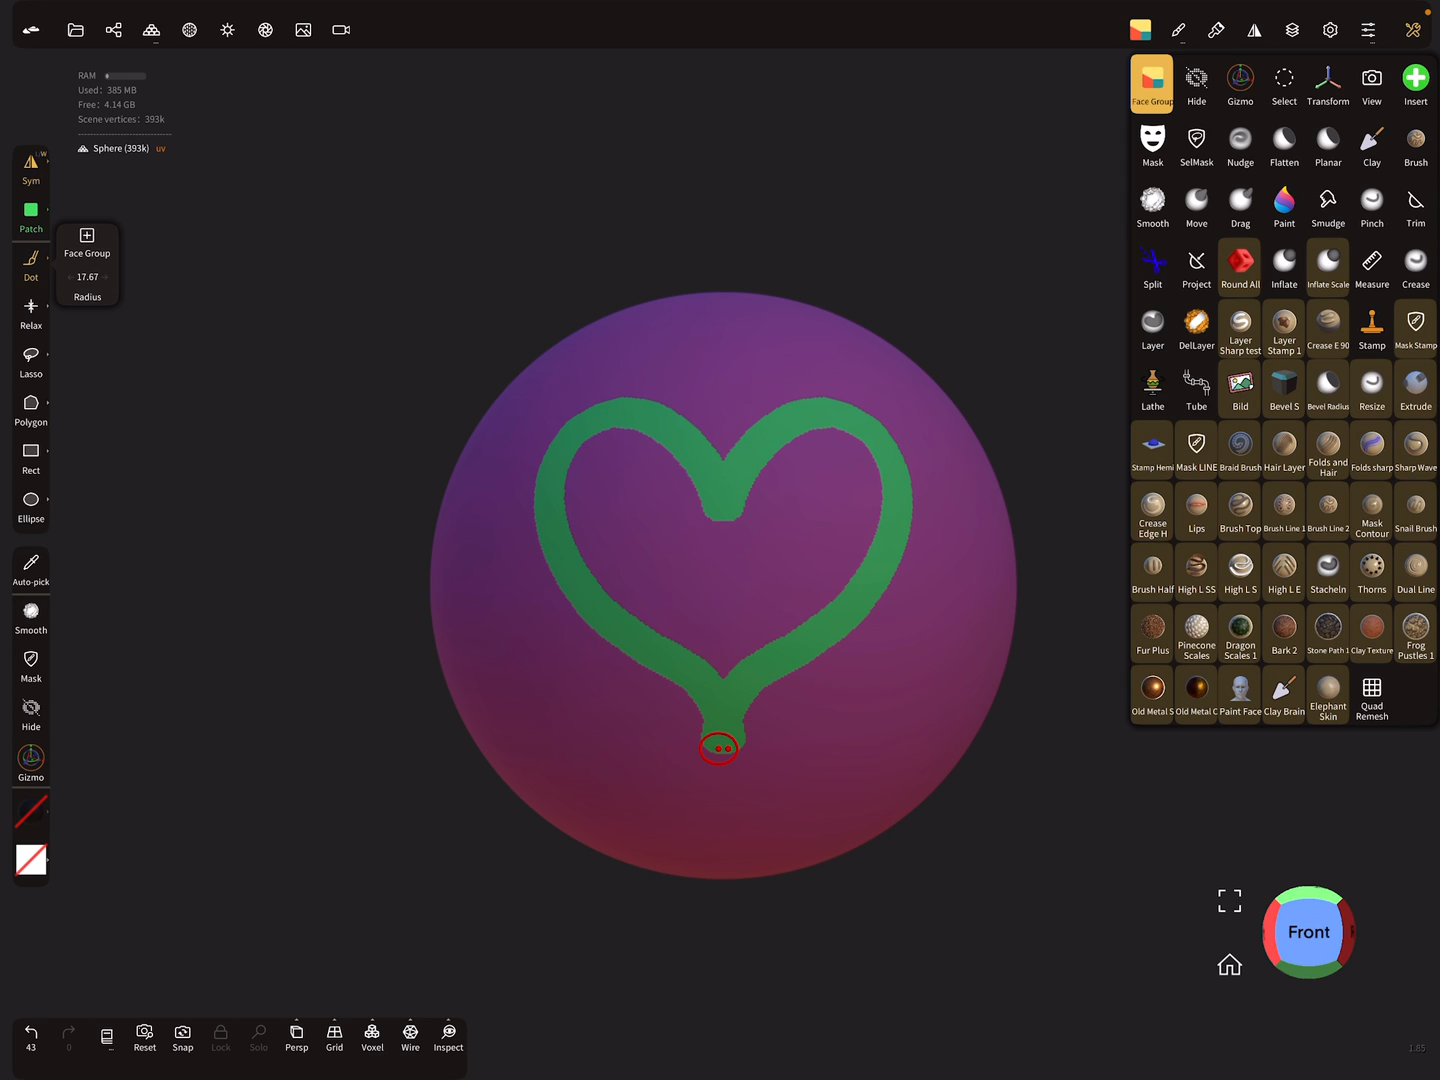 RAM
Used: 385 MB
Free: 4.14 GB
Scene vertices: 393k
Sphere (393k) uv
Sym
Patch
Dot
Relax
Lasso
Polygon
Rect
Ellipse
Auto-pick
Smooth
Mask
Hide
Gizmo
Face Group
17.67
Radius
Face Group Hide Gizmo Select Transform View Insert
Mask SelMask Nudge Flatten Planar Clay Brush
Smooth Move Drag Paint Smudge Pinch Trim
Split Project Round All Inflate Inflate Scale Measure Crease
Layer DelLayer Layer Sharp test Layer Stamp 1 Crease E 90 Stamp Mask Stamp
Lathe Tube Bild Bevel S Bevel Radius Resize Extrude
Stamp Hemi Mask LINE Braid Brush Hair Layer Folds and Hair Folds sharp Sharp Wave
Crease Edge H Lips Brush Top Brush Line 1 Brush Line 2 Mask Contour Snail Brush
Brush Half High L SS High L S High L E Stacheln Thorns Dual Line
Fur Plus Pinecone Scales Dragon Scales 1 Bark 2 Stone Path 1 Clay Texture Frog Pustles 1
Old Metal S Old Metal C Paint Face Clay Brain Elephant Skin Quad Remesh
Front
43 0 Reset Snap Lock Solo Persp Grid Voxel Wire Inspect
1.85